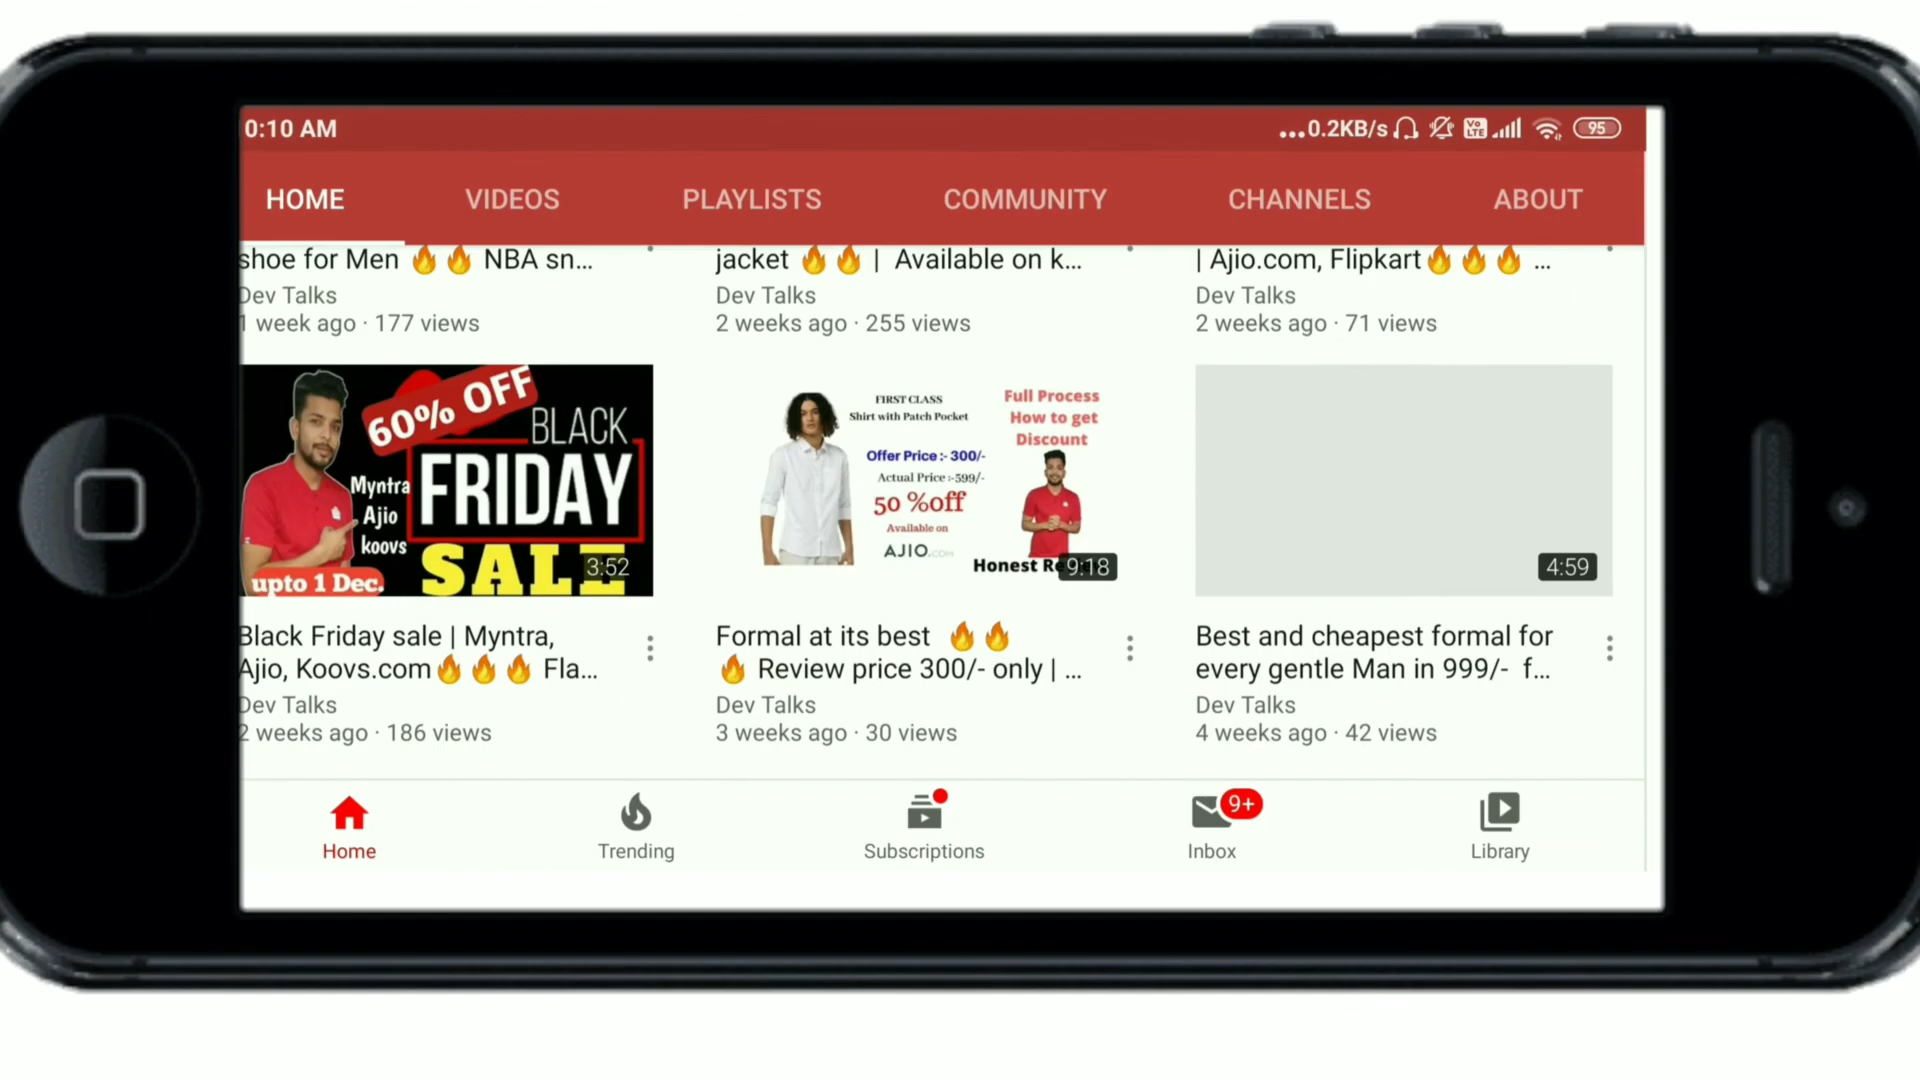 0:10 AM ...0.2KB/s Vo LTE 95
HOME VIDEOS PLAYLISTS COMMUNITY CHANNELS ABOUT
shoe for Men 🔥🔥 NBA sn...
Dev Talks
1 week ago · 177 views
jacket 🔥🔥 | Available on k...
Dev Talks
2 weeks ago · 255 views
| Ajio.com, Flipkart🔥🔥🔥 ...
Dev Talks
2 weeks ago · 71 views
60% OFF
BLACK
FRIDAY
SALE
Myntra
Ajio
koovs
upto 1 Dec.
3:52
Black Friday sale | Myntra,
Ajio, Koovs.com🔥🔥🔥 Fla...
Dev Talks
2 weeks ago · 186 views
FIRST CLASS
Shirt with Patch Pocket
Offer Price :- 300/-
Actual Price :-599/-
50 %off
Available on
AJIO.COM
Full Process
How to get
Discount
Honest
9:18
Formal at its best 🔥🔥
🔥 Review price 300/- only | ...
Dev Talks
3 weeks ago · 30 views
4:59
Best and cheapest formal for
every gentle Man in 999/- f...
Dev Talks
4 weeks ago · 42 views
Home Trending Subscriptions 9+ Inbox Library